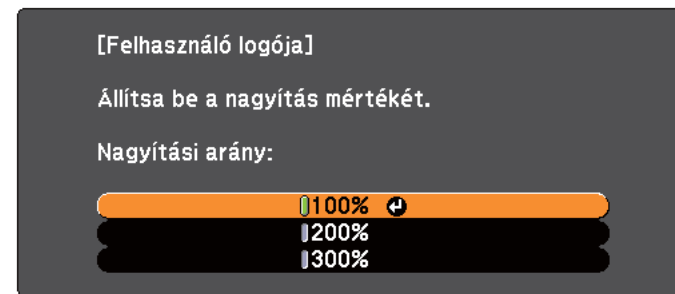 [Felhasználó logója]
Állítsa be a nagyítás mértékét.
Nagyítási arány:
100%
200%
300%